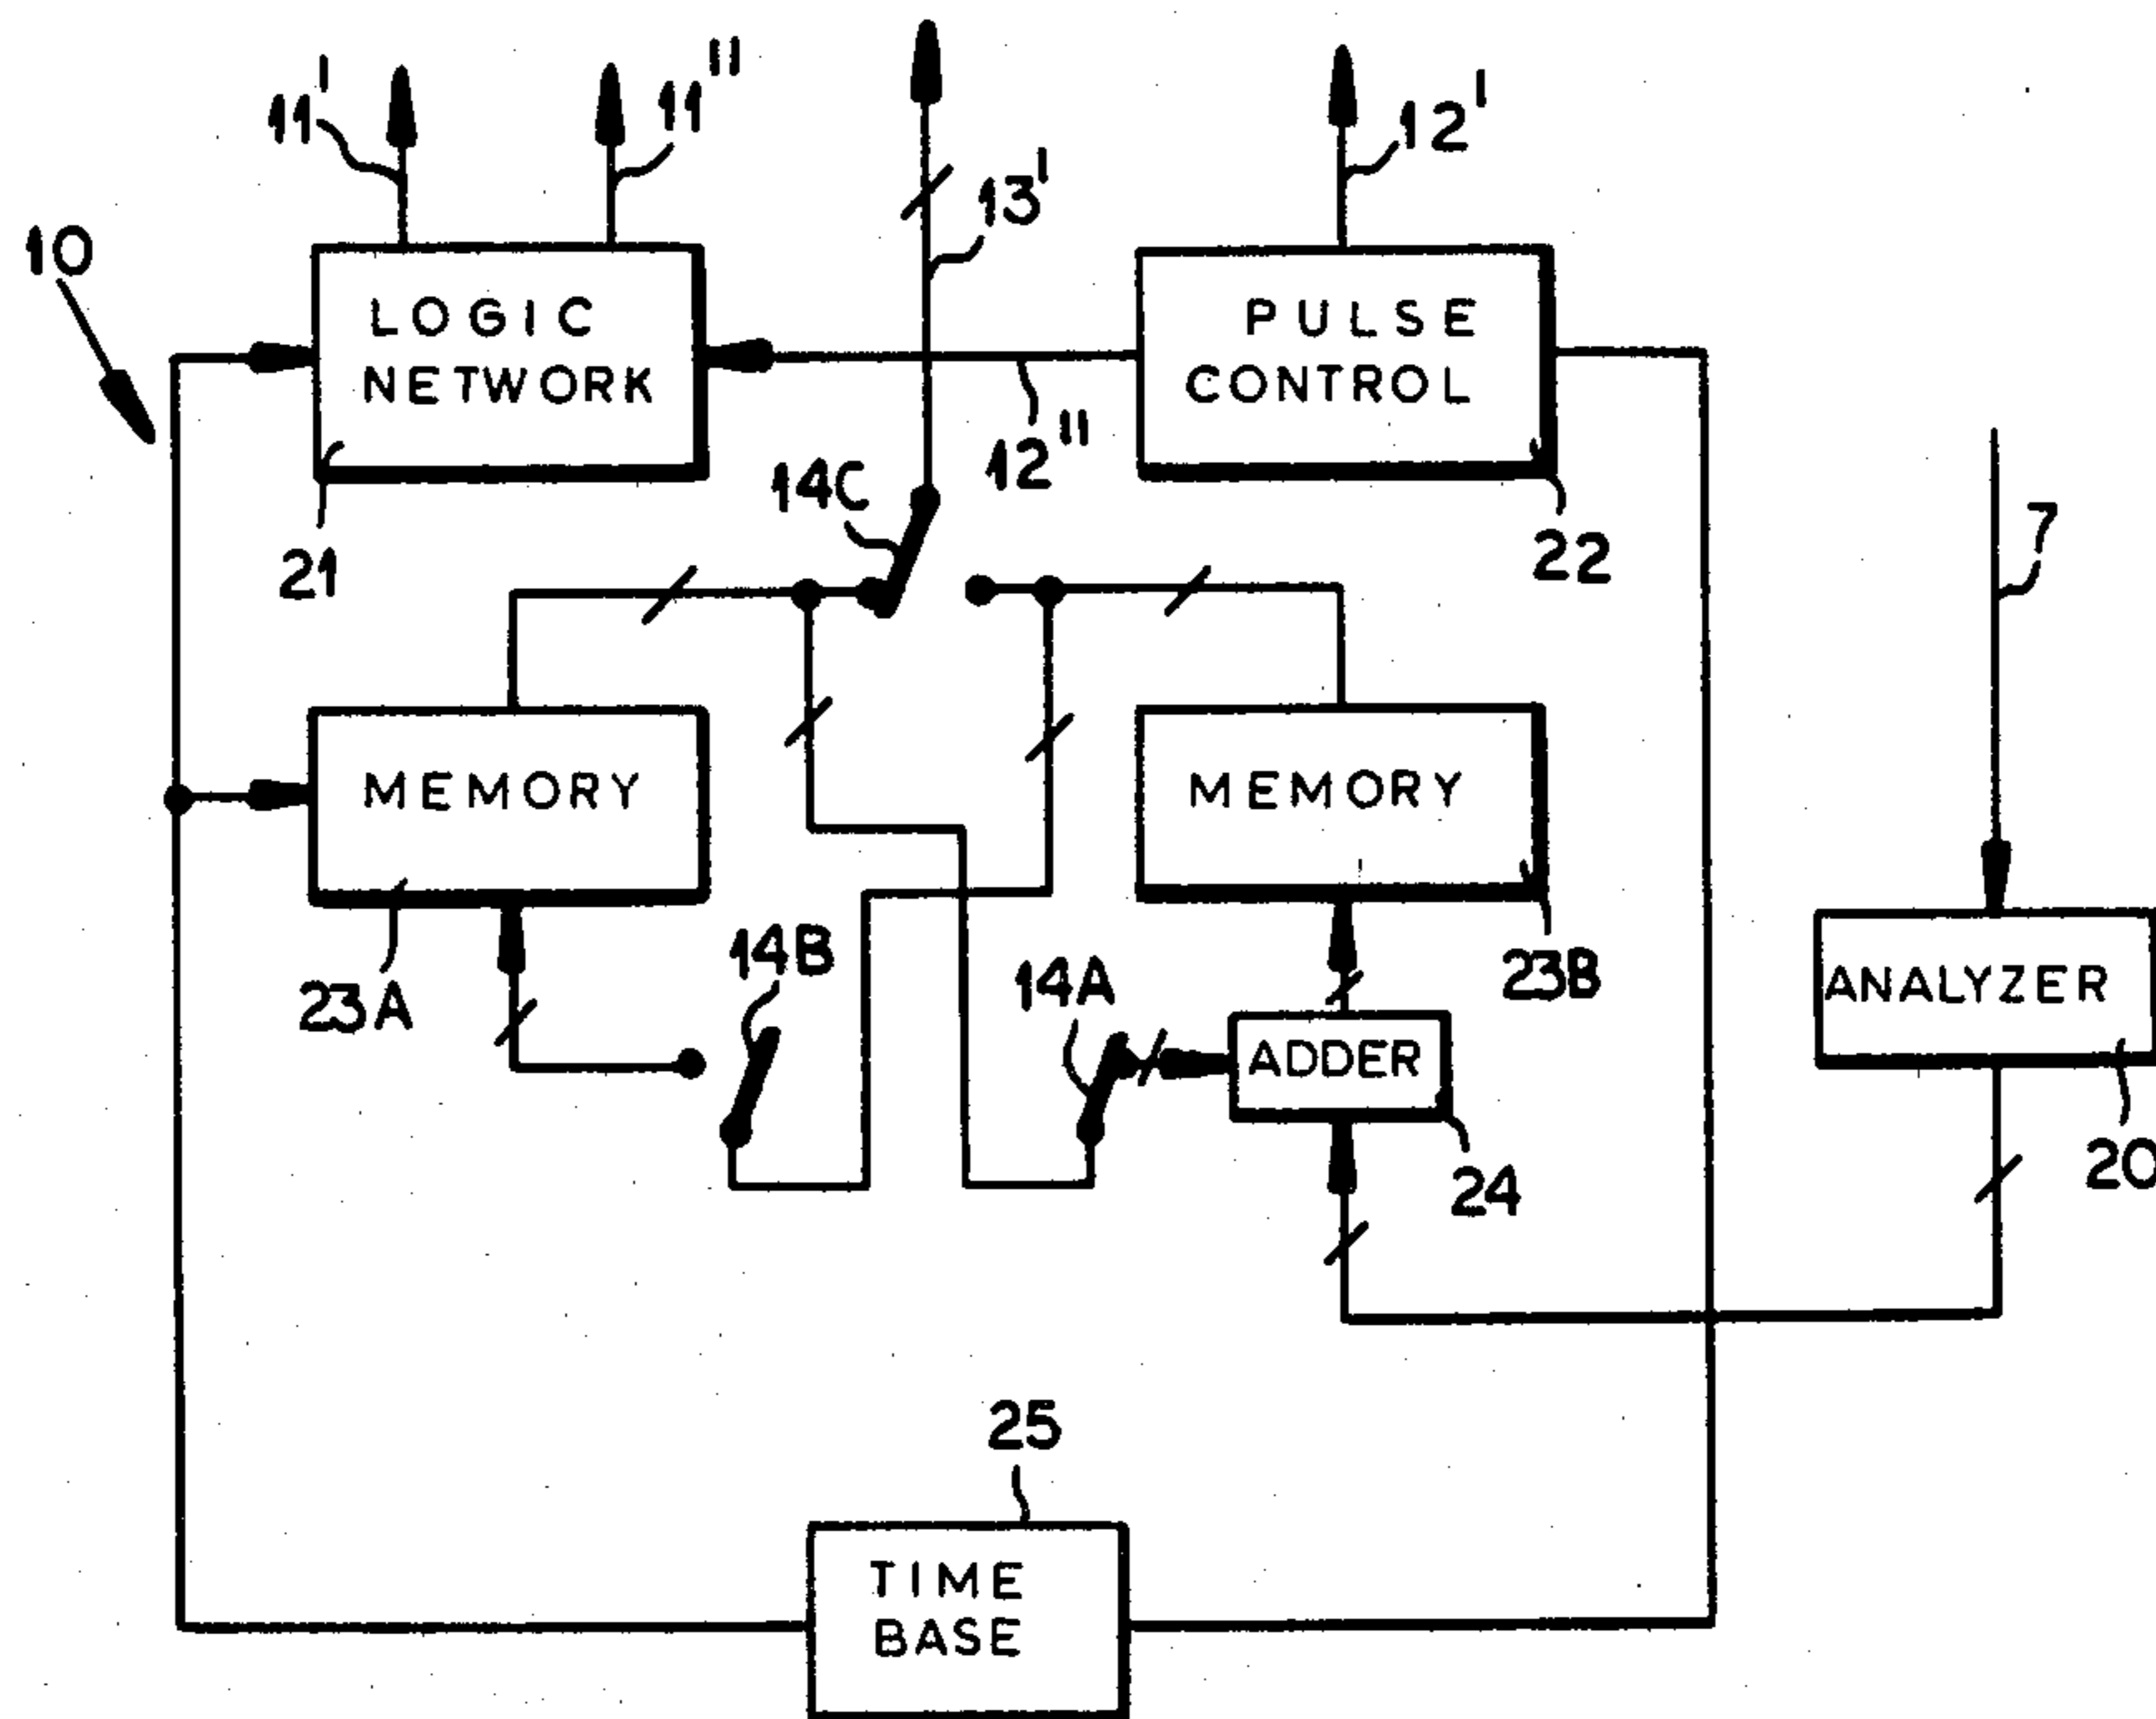 11'
11"
13'
12'
10
LOGIC
NETWORK
PULSE
CONTROL
12"
14C
21
22
7
MEMORY
MEMORY
23A
14B
14A
23B
ANALYZER
ADDER
24
20
25
TIME
BASE